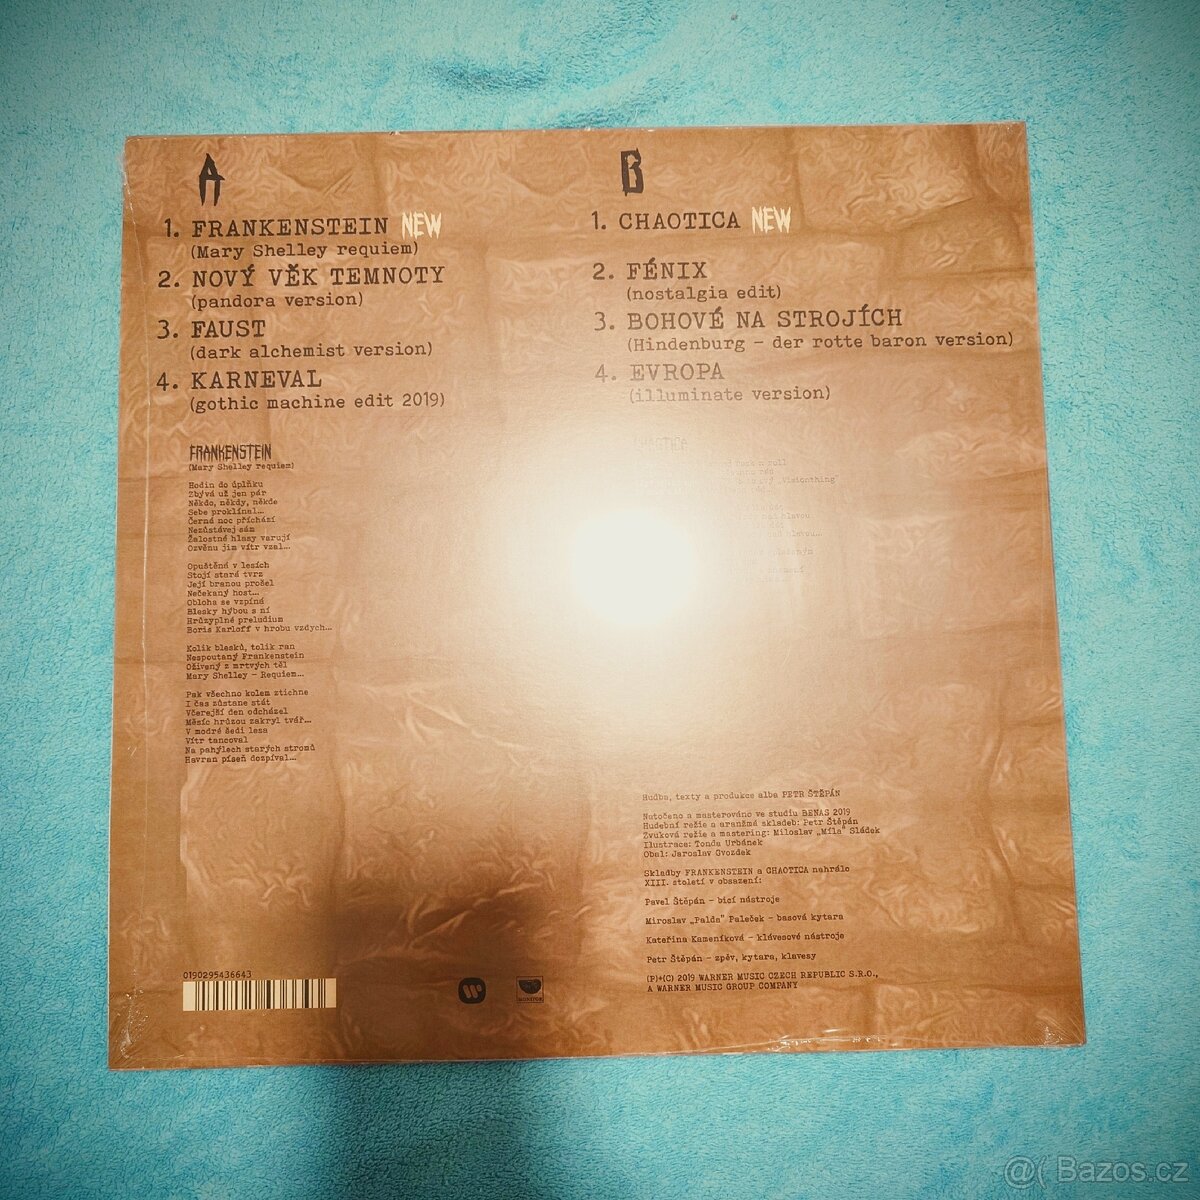 A
1. FRANKENSTEIN NEW
(Mary Shelley requiem)
2. NOVÝ VĚK TEMNOTY
(pandora version)
3. FAUST
(dark alchemist version)
4. KARNEVAL
(gothic machine edit 2019)
B
1. CHAOTICA NEW
2. FÉNIX
(nostalgia edit)
3. BOHOVÉ NA STROJÍCH
(Hindenburg – der rotte baron version)
4. EVROPA
(illuminate version)
FRANKENSTEIN
(Mary Shelley requiem)
Hodin do úplňku
Zbývá už jen pár
Někdo, někdy, někde
Sebe proklínal...
Černá noc přichází
Nezůstávej sám
Žalostné hlasy varují
Ozvěnu jim vítr vzal...
Opuštěná v lesích
Stojí stará tvrz
Její branou prošel
Nečekaný host...
Obloha se vzpíná
Blesky hýbou s ní
Hrůzyplné preludium
Boris Karloff v hrobu vzdych...
Kolik blesků, tolik ran
Nespoutaný Frankenstein
Oživený z mrtvých těl
Mary Shelley – Requiem...
Pak všechno kolem ztichne
I čas zůstane stát
Včerejší den odcházel
Měsíc hrůzou zakryl tvář...
V modré šedi lesa
Vítr tancoval
Na pahýlech starých stromů
Havran píseň dozpíval...
CHAOTICA
„Visionthing"
hlavou
hlavou...
Hudba, texty a produkce alba PETR ŠTĚPÁN
Natočeno a masterováno ve studiu BENAS 2019
Hudební režie a aranžmá skladeb: Petr Štěpán
Zvuková režie a mastering: Miloslav „Míla" Sládek
Ilustrace: Tonda Urbánek
Obal: Jaroslav Gvozdek
Skladby FRANKENSTEIN a CHAOTICA nahrálo
XIII. století v obsazení:
Pavel Štěpán – bicí nástroje
Miroslav „Palda" Paleček – basová kytara
Kateřina Kameníková – klávesové nástroje
Petr Štěpán – zpěv, kytara, klavesy
(P)+(C) 2019 WARNER MUSIC CZECH REPUBLIC S.R.O.,
A WARNER MUSIC GROUP COMPANY
0190295436643
MONITOR
@( Bazos.cz